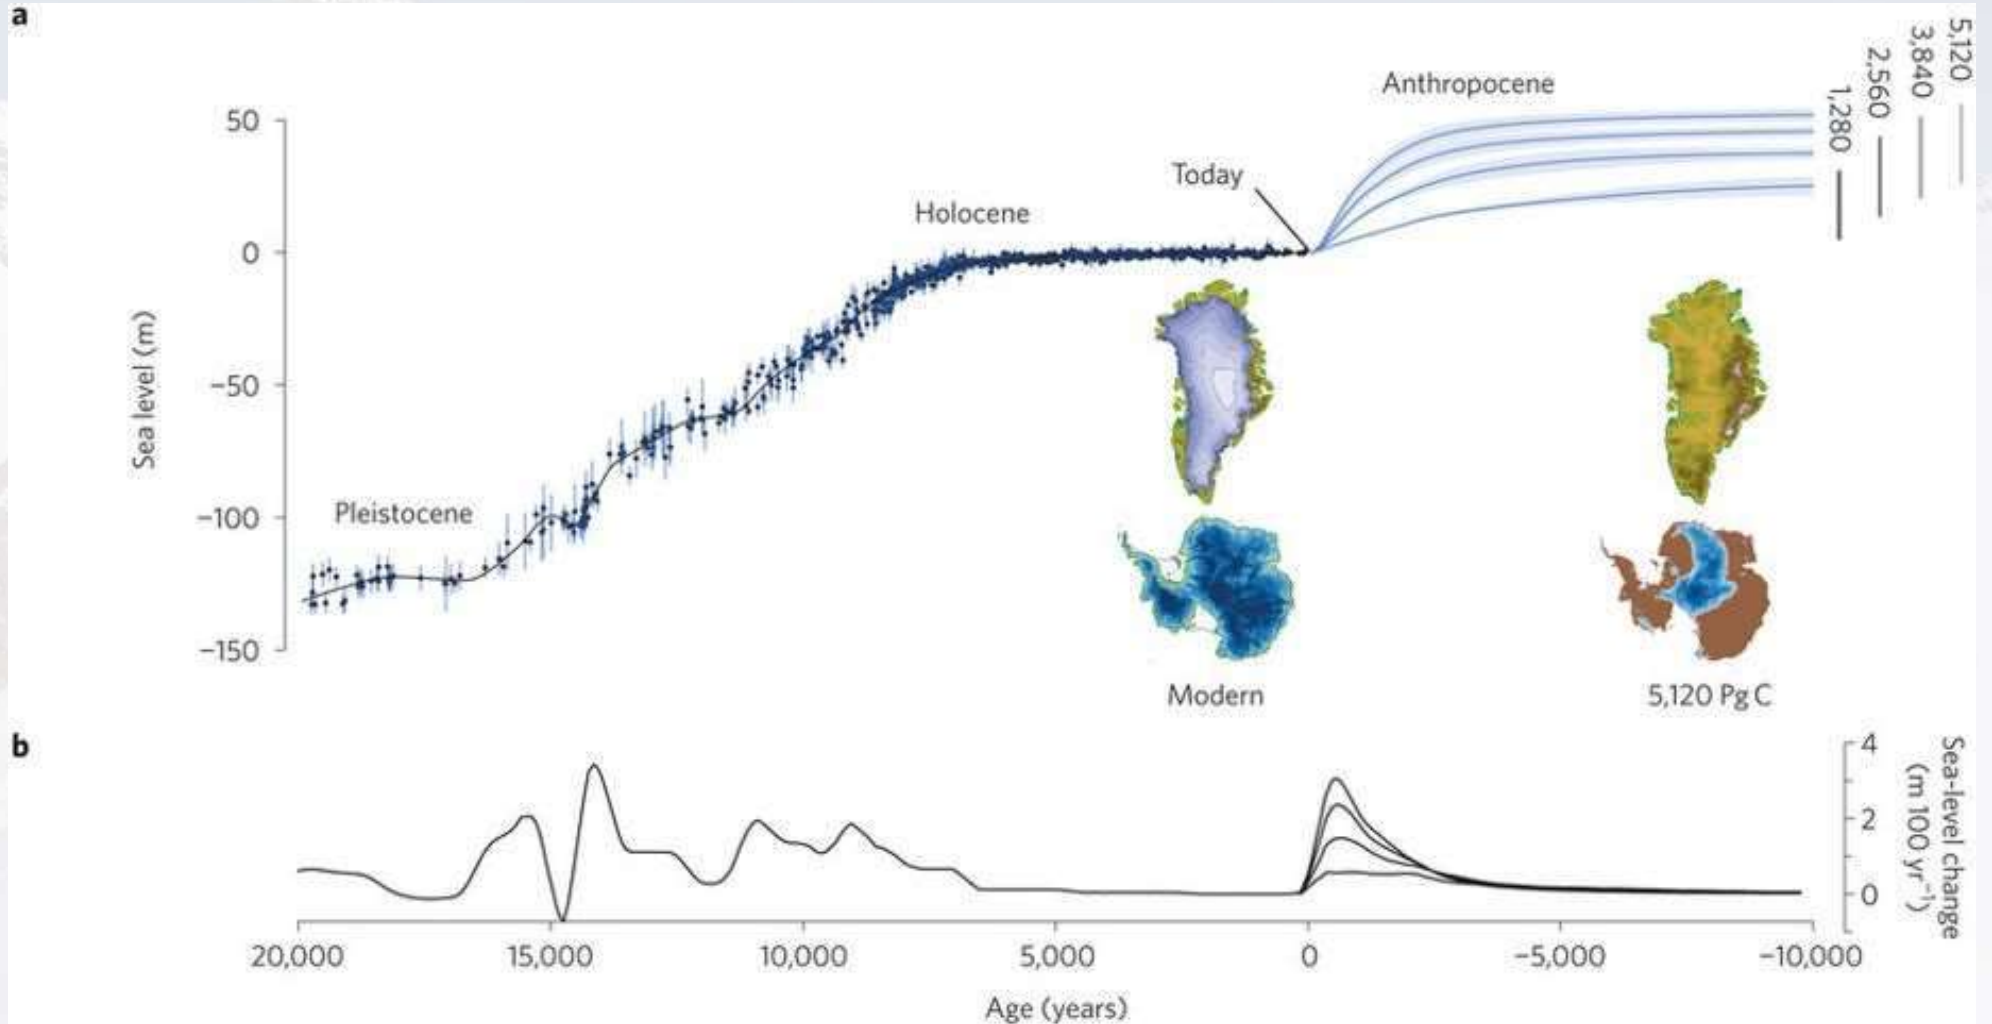 a
Anthropocene
1,280
2,560
3,840
5,120
50
0
−50
−100
−150
Sea level (m)
Today
Holocene
Pleistocene
Modern
5,120 Pg C
b
4
2
0
Sea-level change
(m 100 yr⁻¹)
20,000
15,000
10,000
5,000
0
−5,000
−10,000
Age (years)